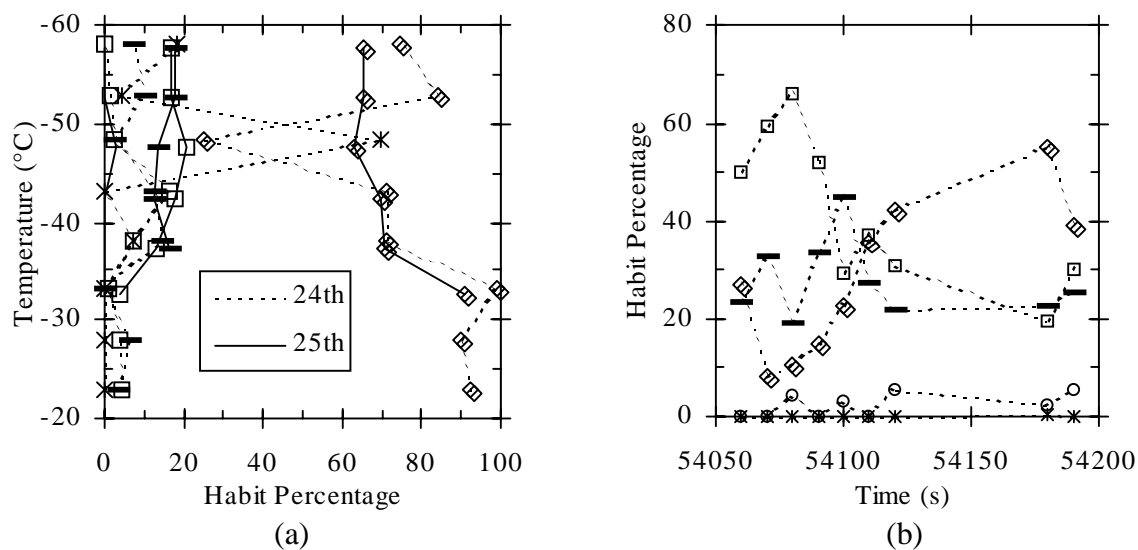 -60
-50
-40
-30
-20
Temperature (°C)
24th
25th
0 20 40 60 80 100
Habit Percentage
(a)
80
60
40
20
0
Habit Percentage
54050 54100 54150 54200
Time (s)
(b)